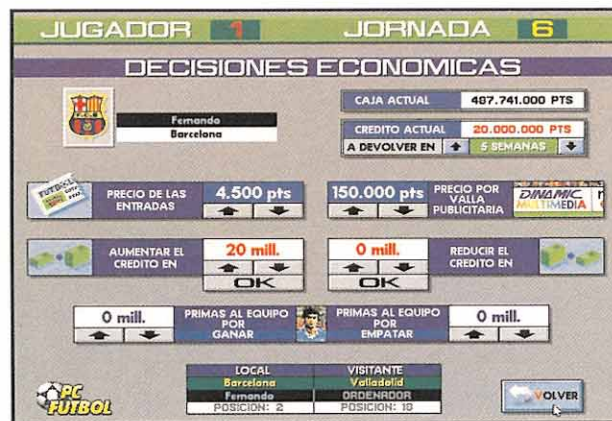 JUGADOR 1 JORNADA 6
DECISIONES ECONOMICAS
Fernando
Barcelona
CAJA ACTUAL 487.741.000 PTS
CREDITO ACTUAL 20.000.000 PTS
A DEVOLVER EN 5 SEMANAS
FUTBOL
PRECIO DE LAS
ENTRADAS
4.500 pts
150.000 pts
PRECIO POR
VALLA
PUBLICITARIA
DINAMIC
MULTIMEDIA
AUMENTAR EL
CREDITO EN
20 mill.
OK
0 mill.
OK
REDUCIR EL
CREDITO EN
0 mill.
PRIMAS AL EQUIPO
POR
GANAR
PRIMAS AL EQUIPO
POR
EMPATAR
0 mill.
LOCAL VISITANTE
Barcelona Valladolid
Fernando ORDENADOR
POSICION: 2 POSICION: 18
PC
FUTBOL
VOLVER